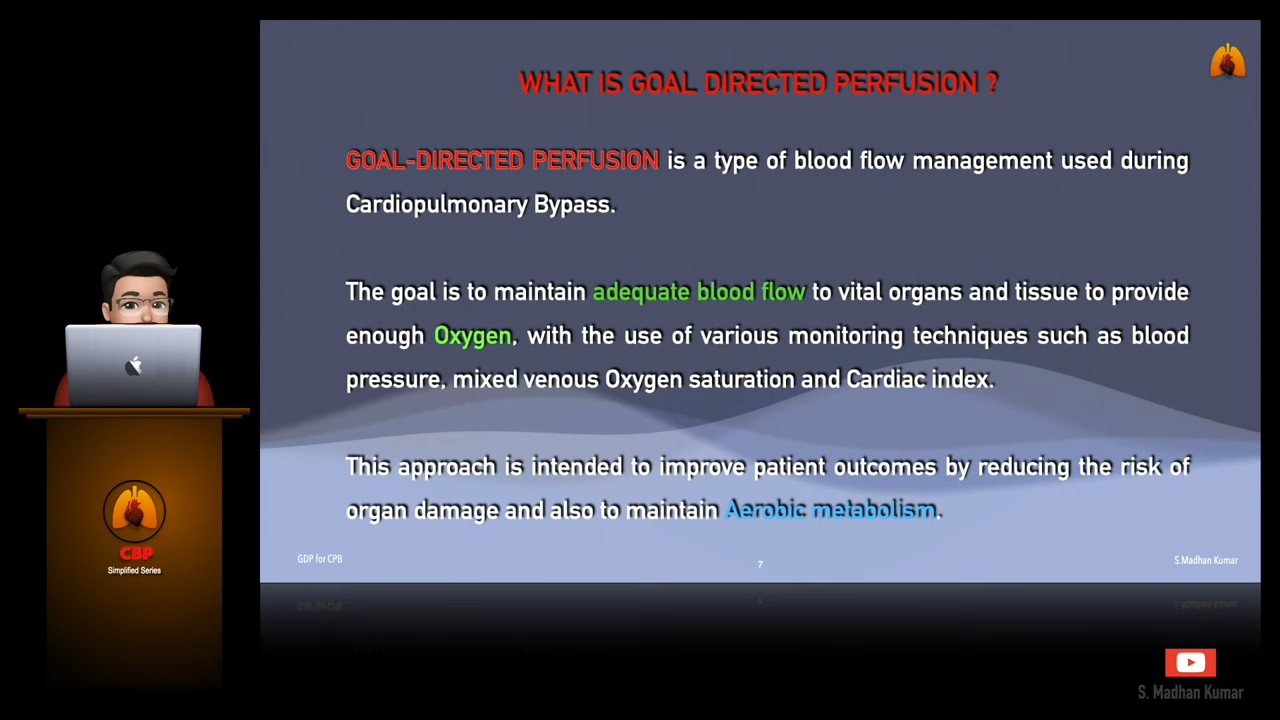 WHAT IS GOAL DIRECTED PERFUSION ?
GOAL-DIRECTED PERFUSION is a type of blood flow management used during
Cardiopulmonary Bypass.
The goal is to maintain adequate blood flow to vital organs and tissue to provide
enough Oxygen, with the use of various monitoring techniques such as blood
pressure, mixed venous Oxygen saturation and Cardiac index.
This approach is intended to improve patient outcomes by reducing the risk of
organ damage and also to maintain Aerobic metabolism.
GDP for CPB
7
S.Madhan Kumar
CBP
Simplified Series
S. Madhan Kumar